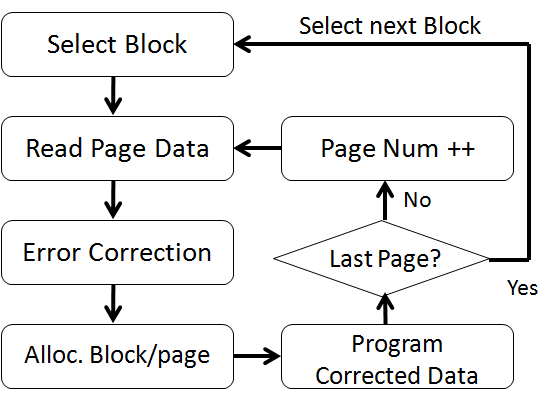 Select next Block
Select Block
Read Page Data
Page Num ++
No
Error Correction
Last Page?
Yes
Alloc. Block/page
Program
Corrected Data